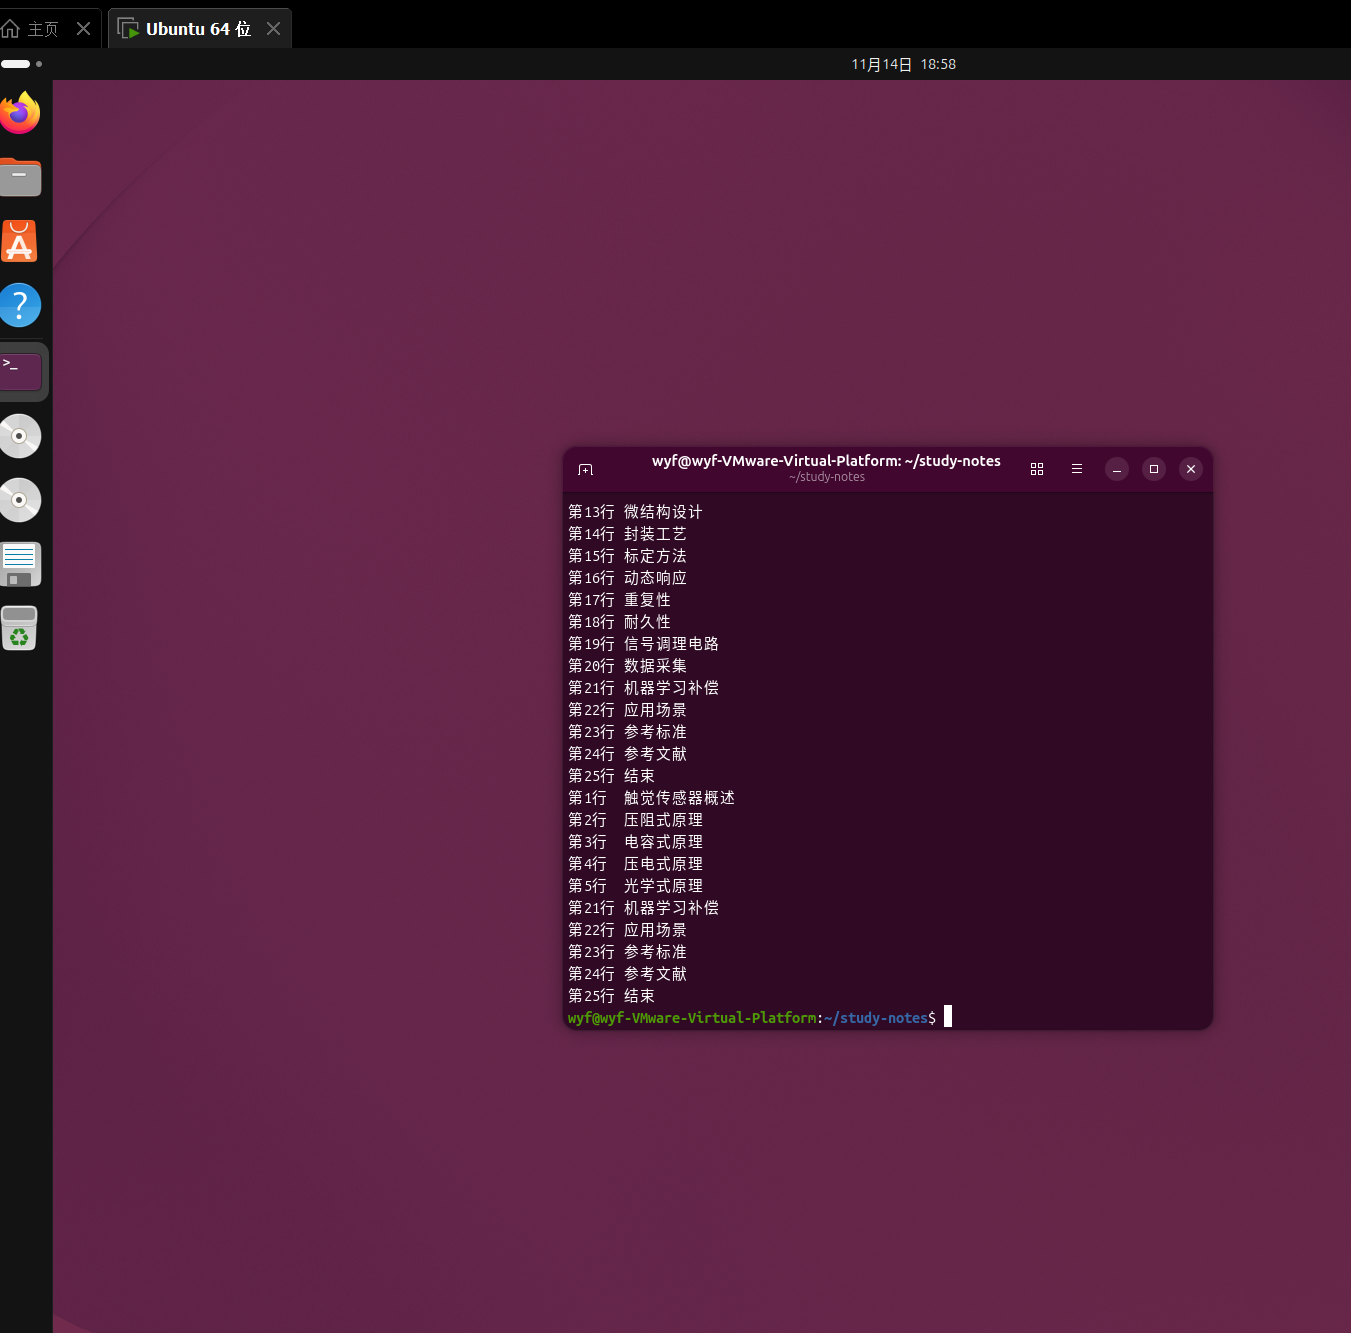 主页
Ubuntu 64 位
11月14日 18:58
wyf@wyf-VMware-Virtual-Platform: ~/study-notes
~/study-notes
第13行 微结构设计
第14行 封装工艺
第15行 标定方法
第16行 动态响应
第17行 重复性
第18行 耐久性
第19行 信号调理电路
第20行 数据采集
第21行 机器学习补偿
第22行 应用场景
第23行 参考标准
第24行 参考文献
第25行 结束
第1行  触觉传感器概述
第2行  压阻式原理
第3行  电容式原理
第4行  压电式原理
第5行  光学式原理
第21行 机器学习补偿
第22行 应用场景
第23行 参考标准
第24行 参考文献
第25行 结束
wyf@wyf-VMware-Virtual-Platform:~/study-notes$